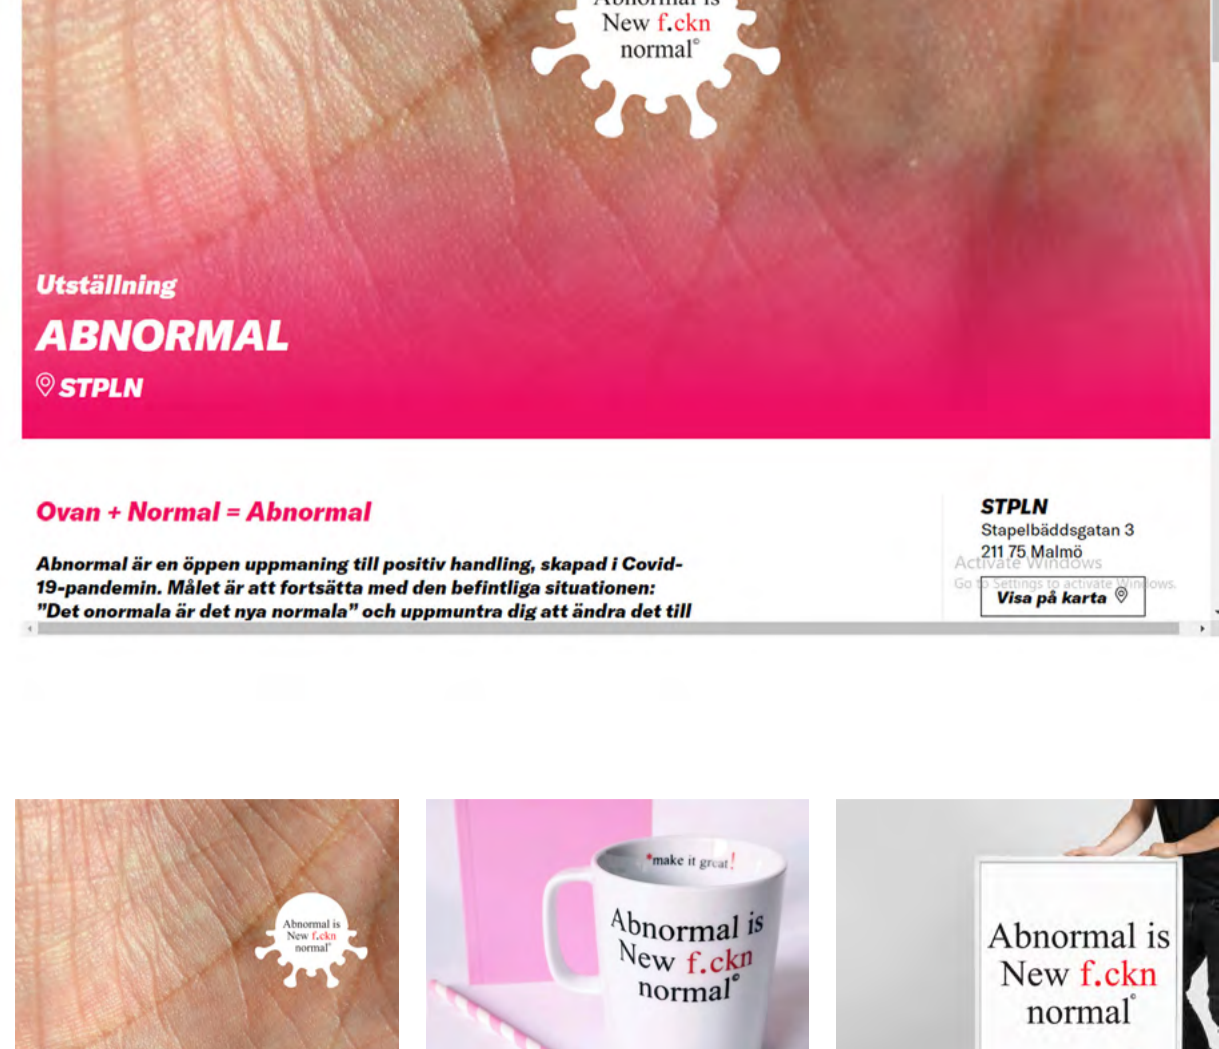 Abnormal is
New f.ckn
normal©
Utställning
ABNORMAL
STPLN
Ovan + Normal = Abnormal
Abnormal är en öppen uppmaning till positiv handling, skapad i Covid-
19-pandemin. Målet är att fortsätta med den befintliga situationen:
”Det onormala är det nya normala” och uppmuntra dig att ändra det till
STPLN
Stapelbäddsgatan 3
211 75 Malmö
Activate Windows
Go to Settings to activate Windows.
Visa på karta
Abnormal is
New f.ckn
normal©
*make it great!
Abnormal is
New f.ckn
normal©
Abnormal is
New f.ckn
normal©